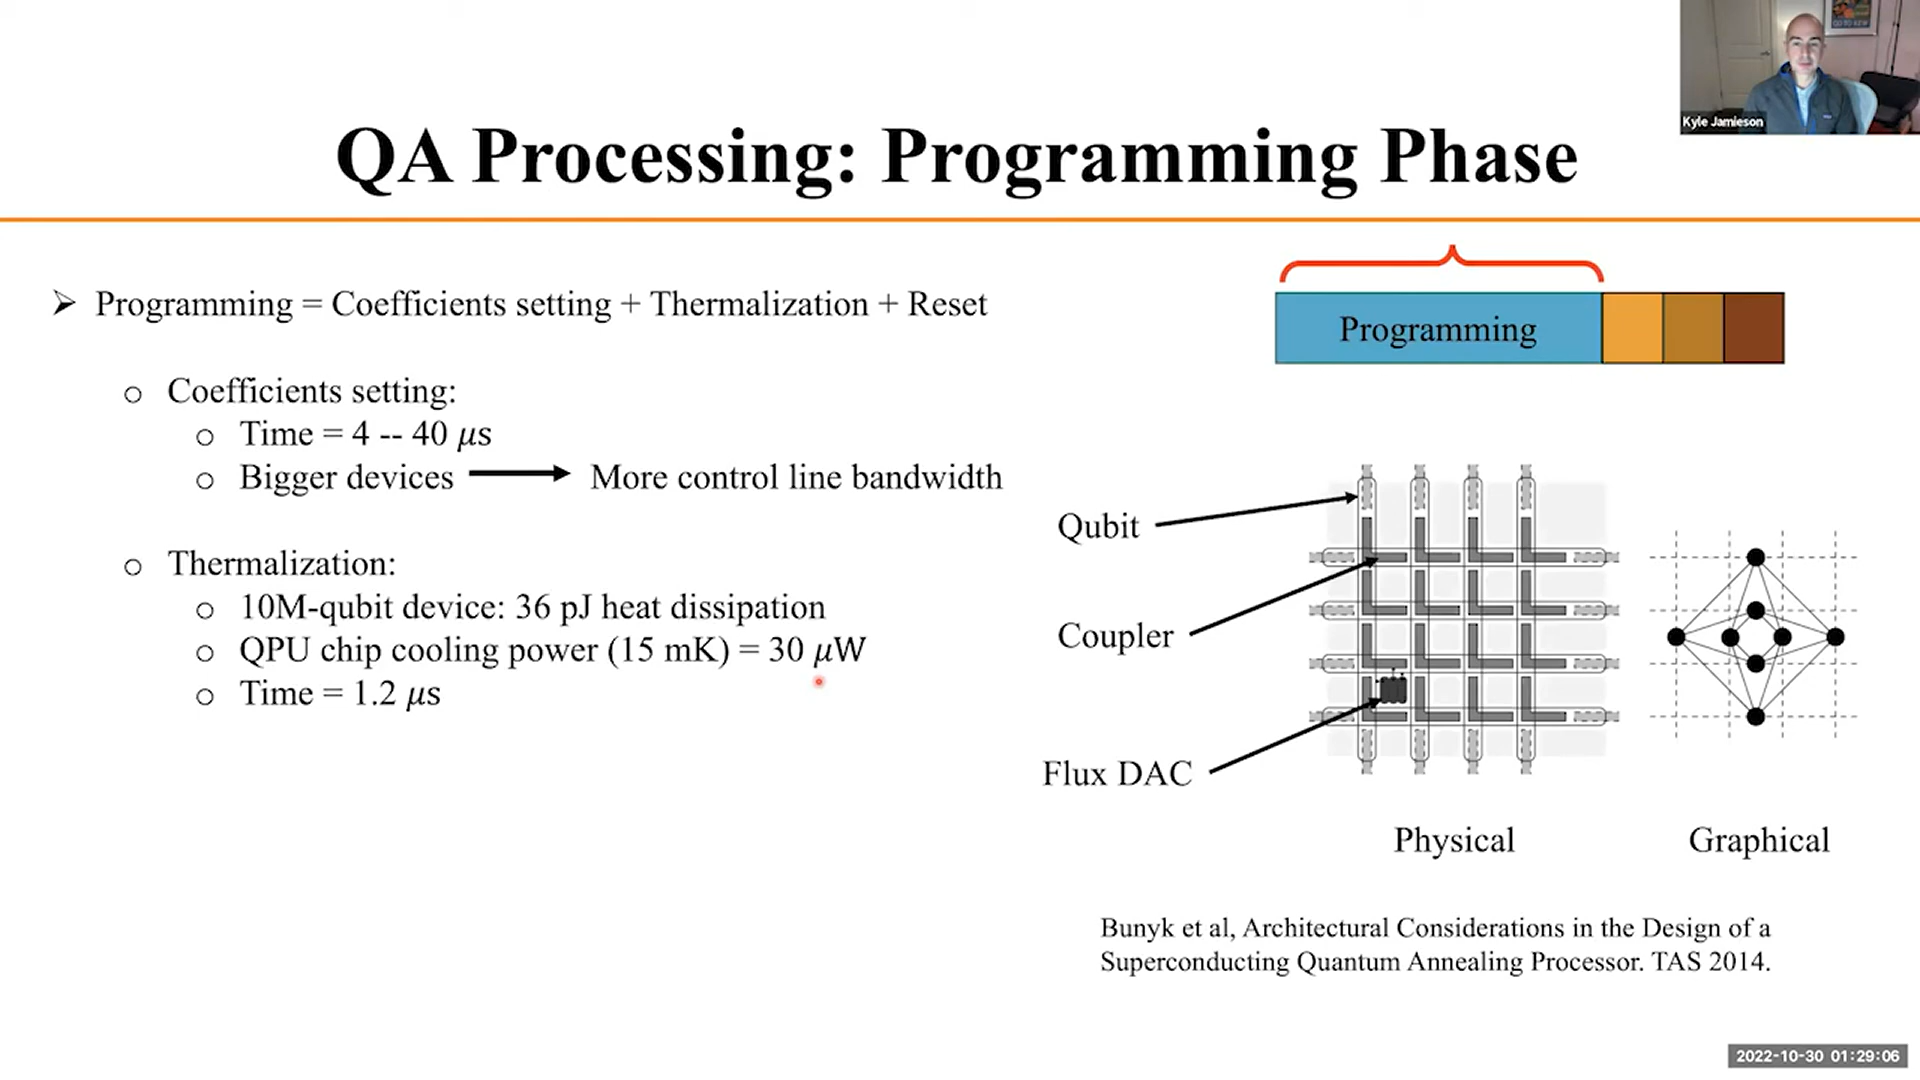 Kyle Jamieson
QA Processing: Programming Phase
➢ Programming = Coefficients setting + Thermalization + Reset
o Coefficients setting:
o Time = 4 -- 40 μs
o Bigger devices → More control line bandwidth
o Thermalization:
o 10M-qubit device: 36 pJ heat dissipation
o QPU chip cooling power (15 mK) = 30 μW
o Time = 1.2 μs
Programming
Qubit
Coupler
Flux DAC
Physical
Graphical
Bunyk et al, Architectural Considerations in the Design of a
Superconducting Quantum Annealing Processor. TAS 2014.
2022-10-30 01:29:06